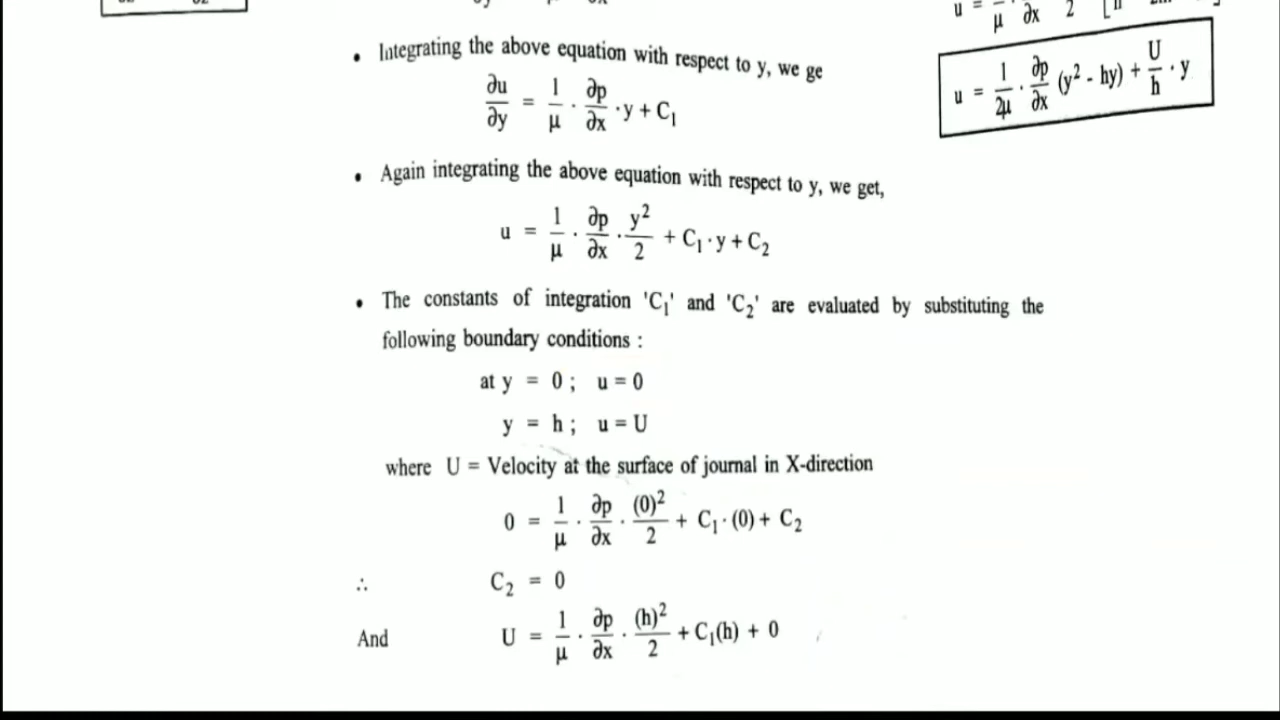 • Integrating the above equation with respect to y, we ge
∂u/∂y = 1/μ · ∂p/∂x · y + C₁
• Again integrating the above equation with respect to y, we get,
u = 1/μ · ∂p/∂x · y²/2 + C₁ · y + C₂
• The constants of integration 'C₁' and 'C₂' are evaluated by substituting the
following boundary conditions :
at y = 0 ; u = 0
y = h ; u = U
where U = Velocity at the surface of journal in X-direction
0 = 1/μ · ∂p/∂x · (0)²/2 + C₁ · (0) + C₂
∴ C₂ = 0
And U = 1/μ · ∂p/∂x · (h)²/2 + C₁(h) + 0
u = 1/2μ · ∂p/∂x (y² - hy) + U/h · y